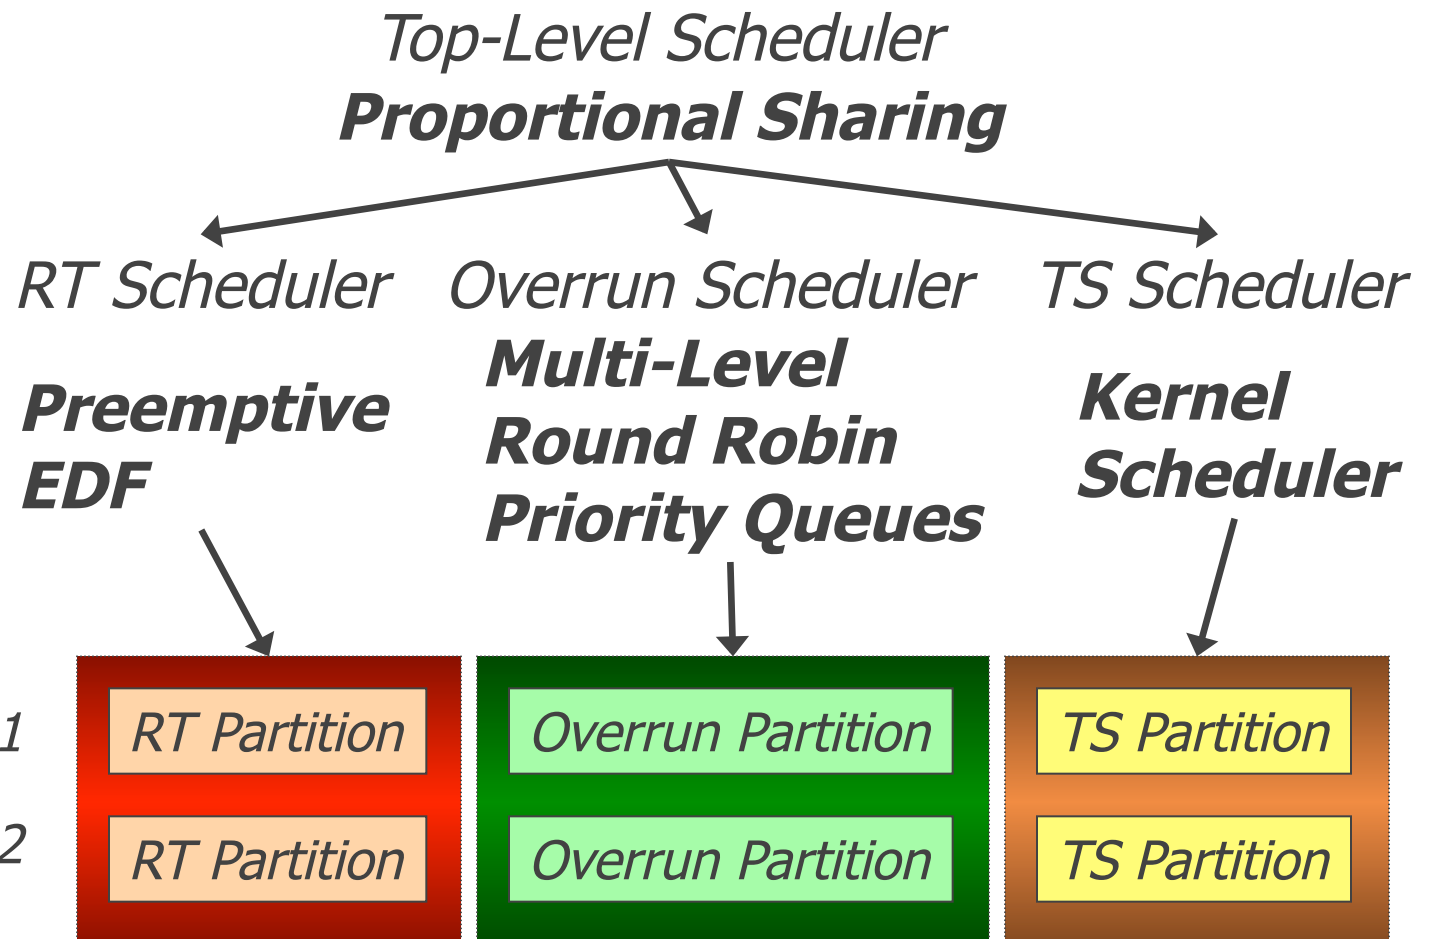 Top-Level Scheduler
Proportional Sharing
RT Scheduler
Overrun Scheduler
TS Scheduler
Preemptive
EDF
Multi-Level
Round Robin
Priority Queues
Kernel
Scheduler
1
RT Partition
Overrun Partition
TS Partition
2
RT Partition
Overrun Partition
TS Partition